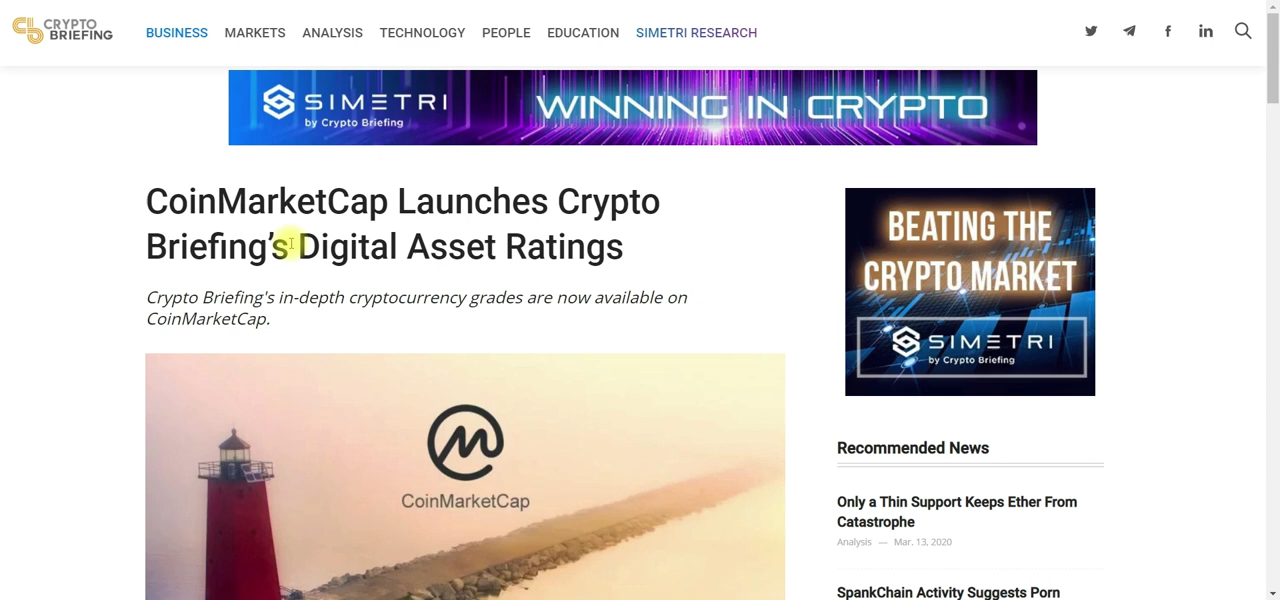 CRYPTO
BRIEFING
BUSINESS MARKETS ANALYSIS TECHNOLOGY PEOPLE EDUCATION SIMETRI RESEARCH
SIMETRI
by Crypto Briefing
WINNING IN CRYPTO
CoinMarketCap Launches Crypto
Briefing’s Digital Asset Ratings
Crypto Briefing's in-depth cryptocurrency grades are now available on
CoinMarketCap.
CoinMarketCap
BEATING THE
CRYPTO MARKET
SIMETRI
by Crypto Briefing
Recommended News
Only a Thin Support Keeps Ether From
Catastrophe
Analysis — Mar. 13, 2020
SpankChain Activity Suggests Porn